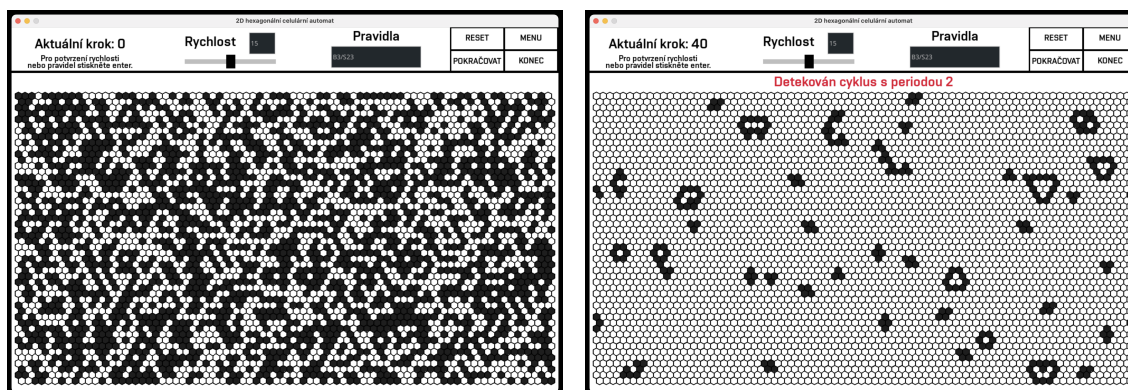 2D hexagonální celulární automat
Aktuální krok: 0
Pro potvrzení rychlosti
nebo pravidel stiskněte enter.
Rychlost
15
Pravidla
B3/S23
RESET
MENU
POKRAČOVAT
KONEC
2D hexagonální celulární automat
Aktuální krok: 40
Pro potvrzení rychlosti
nebo pravidel stiskněte enter.
Rychlost
15
Pravidla
B3/S23
RESET
MENU
POKRAČOVAT
KONEC
Detekován cyklus s periodou 2